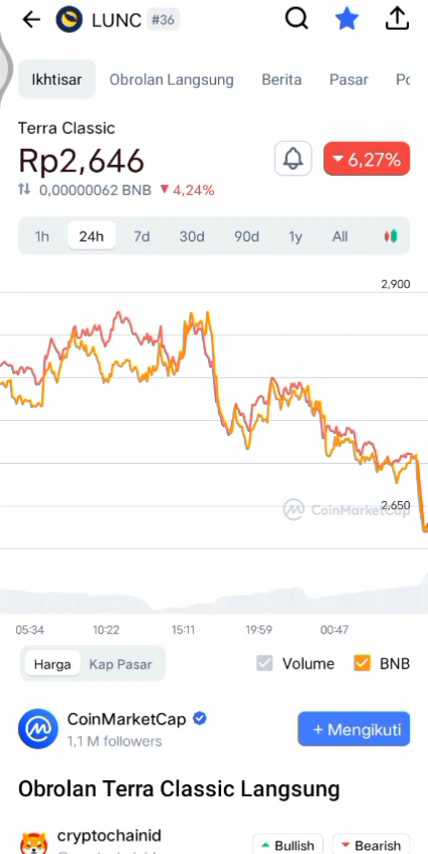 LUNC #36
Ikhtisar Obrolan Langsung Berita Pasar
Terra Classic
Rp2,646
6,27%
0,00000062 BNB 4,24%
1h 24h 7d 30d 90d 1y All
2,900
CoinMarketCap
2,650
05:34 10:22 15:11 19:59 00:47
Harga Kap Pasar Volume BNB
CoinMarketCap
1,1 M followers
+ Mengikuti
Obrolan Terra Classic Langsung
cryptochainid
Bullish Bearish